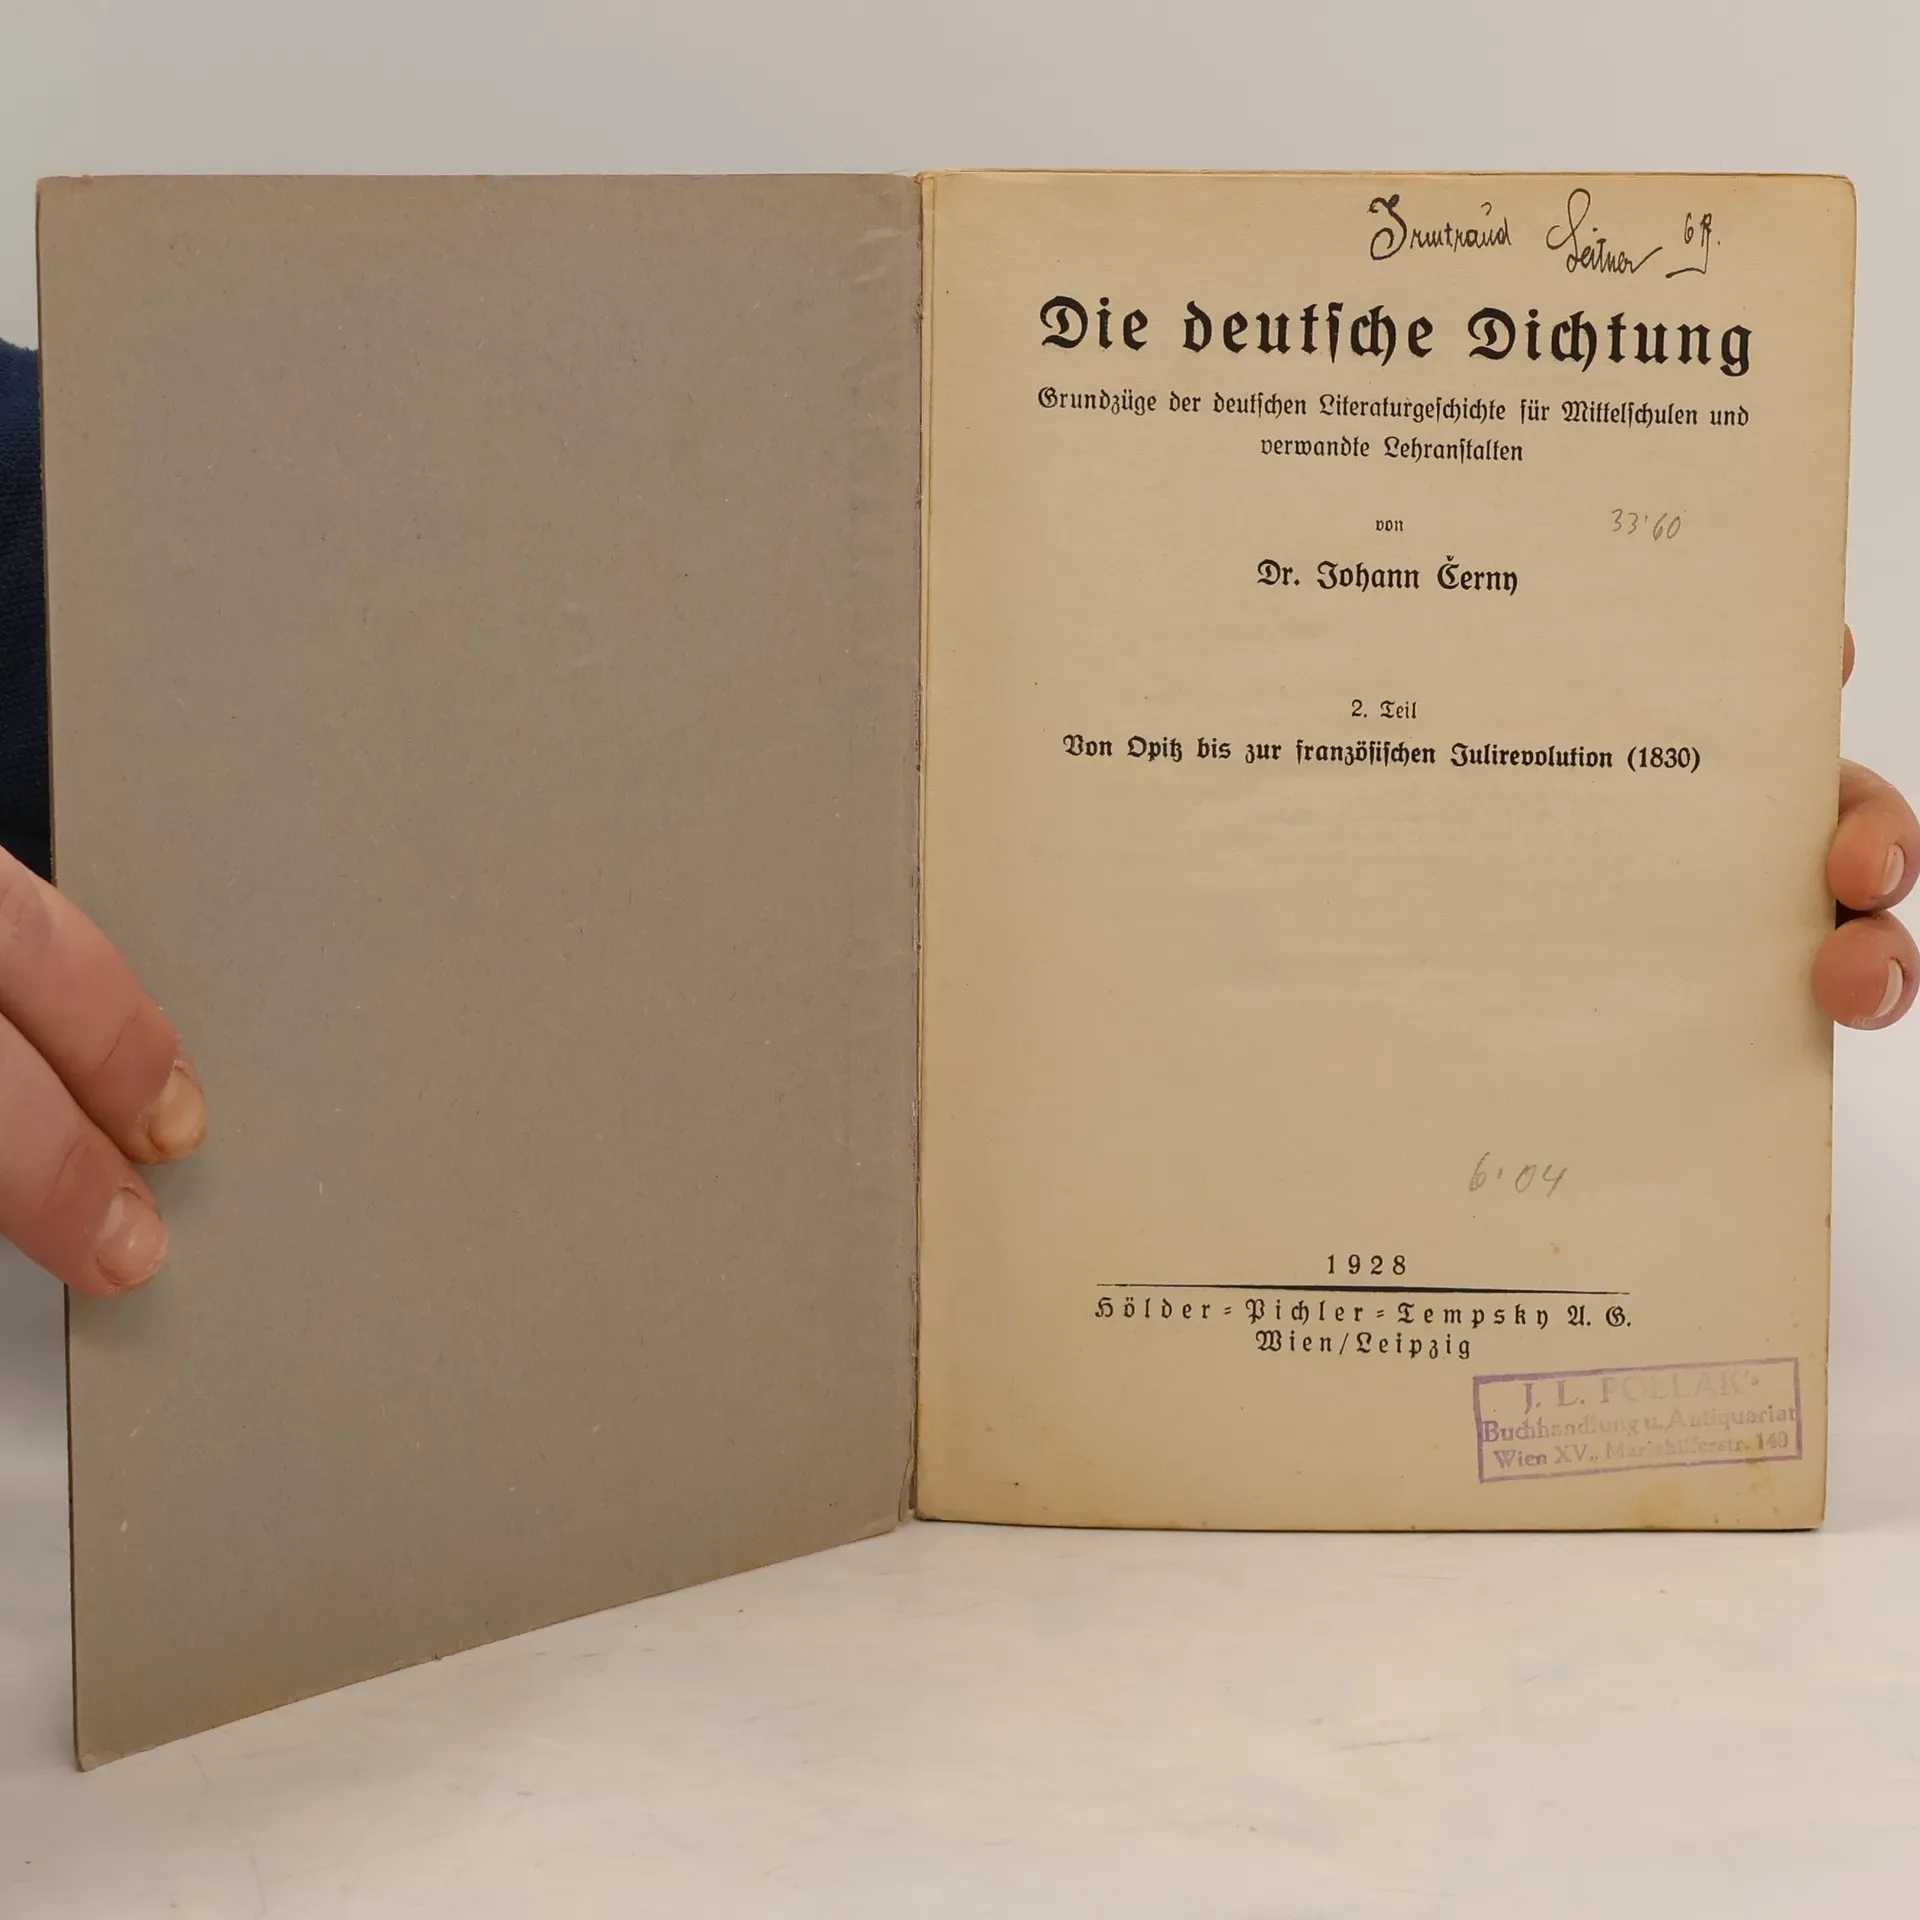 Irmtraud Leitner 6B.
Die deutsche Dichtung
Grundzüge der deutschen Literaturgeschichte für Mittelschulen und
verwandte Lehranstalten
von
33·60
Dr. Johann Černy
2. Teil
Von Opitz bis zur französischen Julirevolution (1830)
6·04
1928
Hölder-Pichler-Tempsky A. G.
Wien/Leipzig
J. L. POLLAK's
Buchhandlung u. Antiquariat
Wien XV., Mariahilferstr. 140